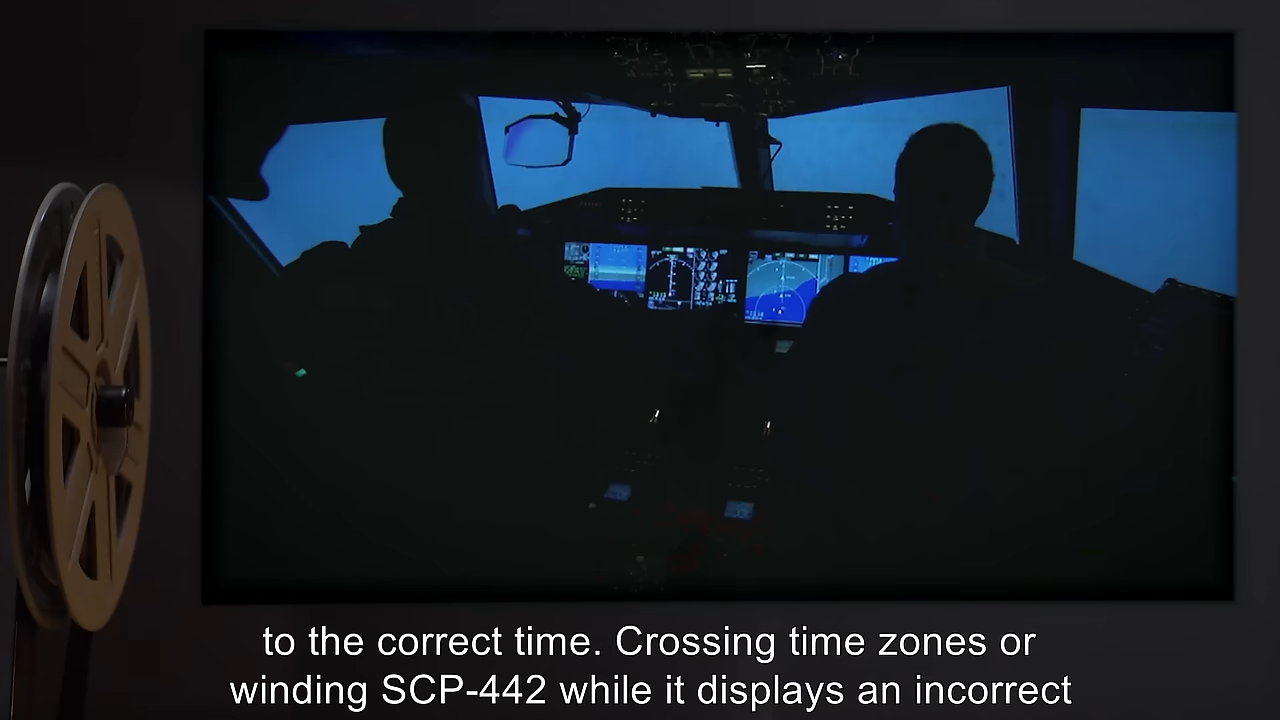 to the correct time. Crossing time zones or
winding SCP-442 while it displays an incorrect